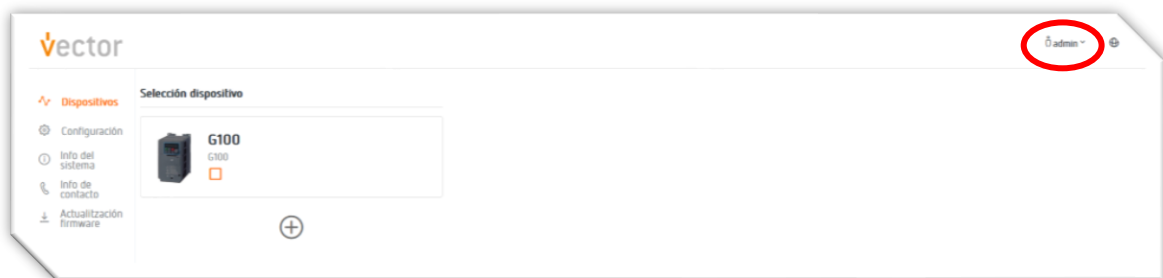 vector
admin
Dispositivos
Configuración
Info del
sistema
Info de
contacto
Actualitzación
firmware
Selección dispositivo
G100
G100